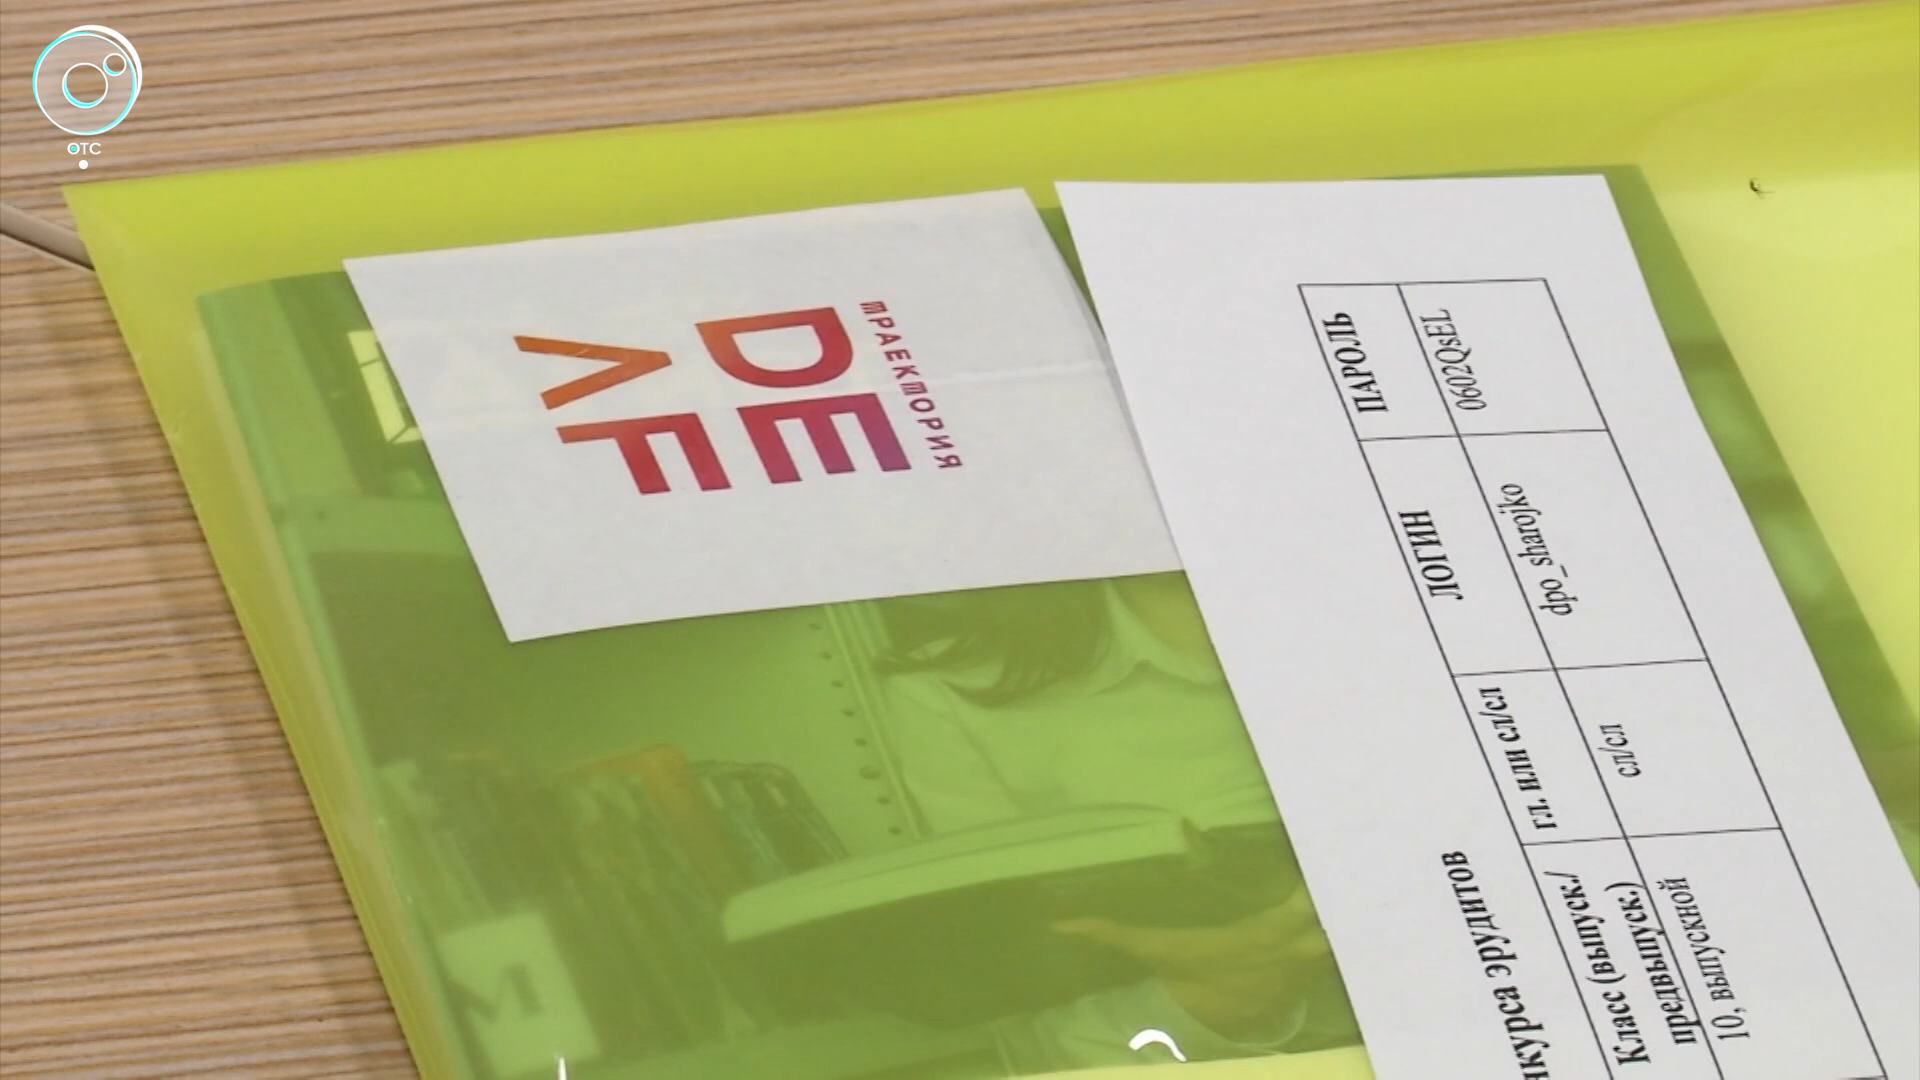 ОТС
ТРАЕКТОРИЯ
DE
AF
нкурса эрудитов
Класс (выпуск./
предвыпуск.)
гл. или сл/сл
ЛОГИН
ПАРОЛЬ
10, выпускной
сл/сл
dpo_sharojko
0602QsEL